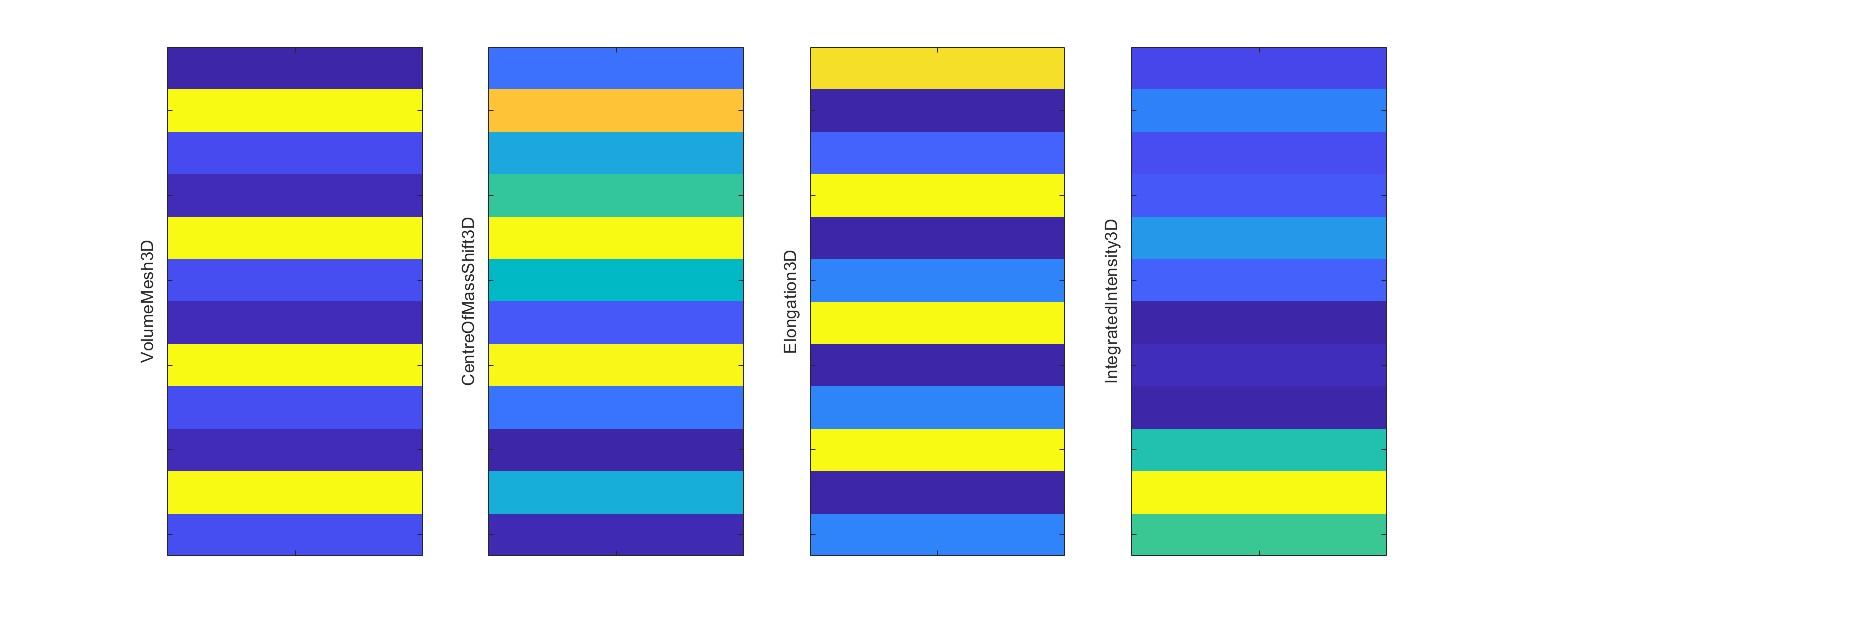 VolumeMesh3D
CentreOfMassShift3D
Elongation3D
IntegratedIntensity3D